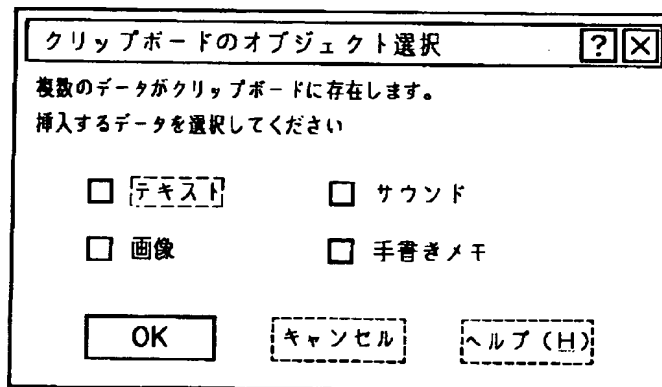 クリップボードのオブジェクト選択 ? ×
複数のデータがクリップボードに存在します。
挿入するデータを選択してください
テキスト サウンド
画像 手書きメモ
OK キャンセル ヘルプ(H)